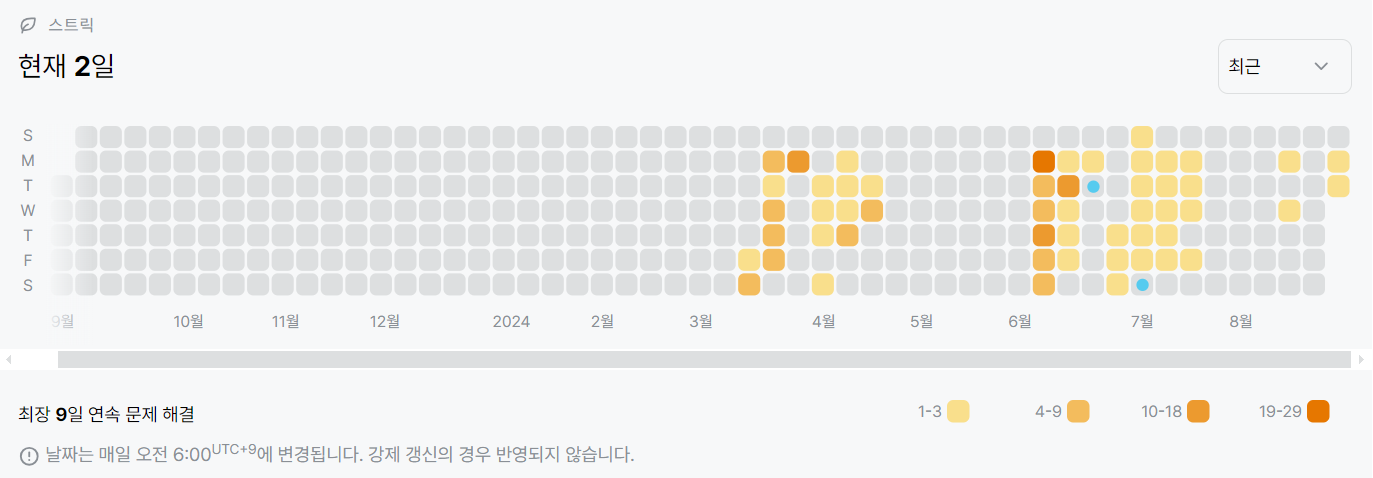 스트릭
현재 2일
최근
S
M
T
W
T
F
S
9월 10월 11월 12월 2024 2월 3월 4월 5월 6월 7월 8월
최장 9일 연속 문제 해결
1-3 4-9 10-18 19-29
날짜는 매일 오전 6:00UTC+9에 변경됩니다. 강제 갱신의 경우 반영되지 않습니다.